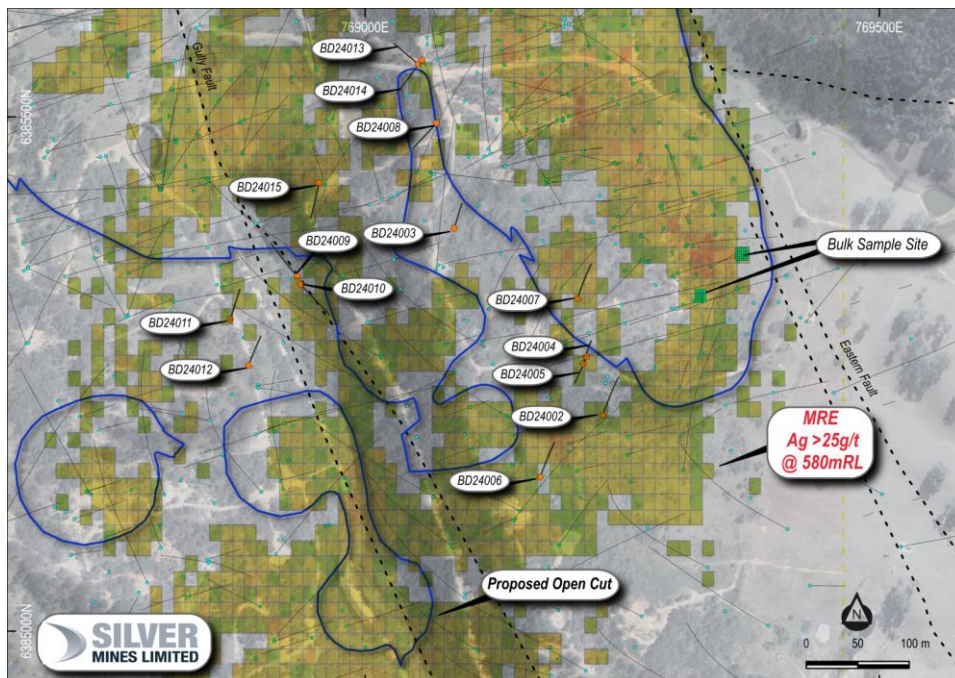 769000E
769500E
6385600N
6385000N
Gully Fault
BD24013
BD24014
BD24008
BD24015
BD24003
BD24009
BD24010
BD24007
Bulk Sample Site
BD24011
BD24004
BD24005
BD24012
BD24002
Eastern Fault
BD24006
MRE
Ag >25g/t
@ 580mRL
Proposed Open Cut
SILVER
MINES LIMITED
N
0 50 100 m